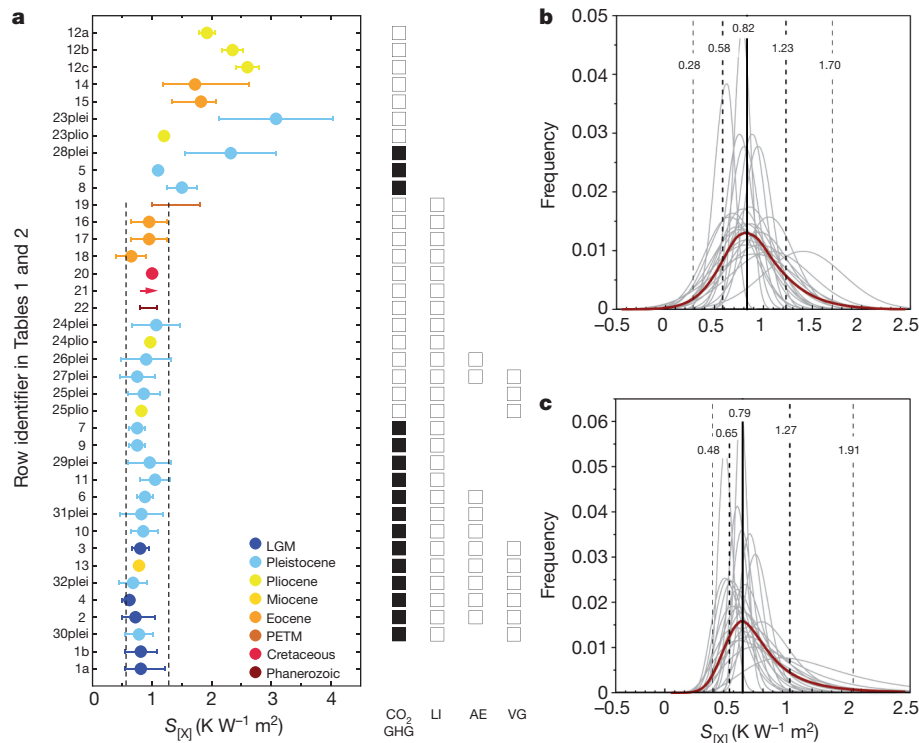 a
Row identifier in Tables 1 and 2
12a
12b
12c
14
15
23plei
23plio
28plei
5
8
19
16
17
18
20
21
22
24plei
24plio
26plei
27plei
25plei
25plio
7
9
29plei
11
6
31plei
10
3
13
32plei
4
2
30plei
1b
1a
LGM
Pleistocene
Pliocene
Miocene
Eocene
PETM
Cretaceous
Phanerozoic
0 1 2 3 4
S[X] (K W⁻¹ m²)
CO₂ LI AE VG
GHG
b
Frequency
0.05
0.04
0.03
0.02
0.01
0
0.82
0.58 1.23
0.28 1.70
−0.5 0 0.5 1 1.5 2 2.5
c
Frequency
0.06
0.05
0.04
0.03
0.02
0.01
0
0.79
0.65 1.27
0.48 1.91
−0.5 0 0.5 1 1.5 2 2.5
S[X] (K W⁻¹ m²)